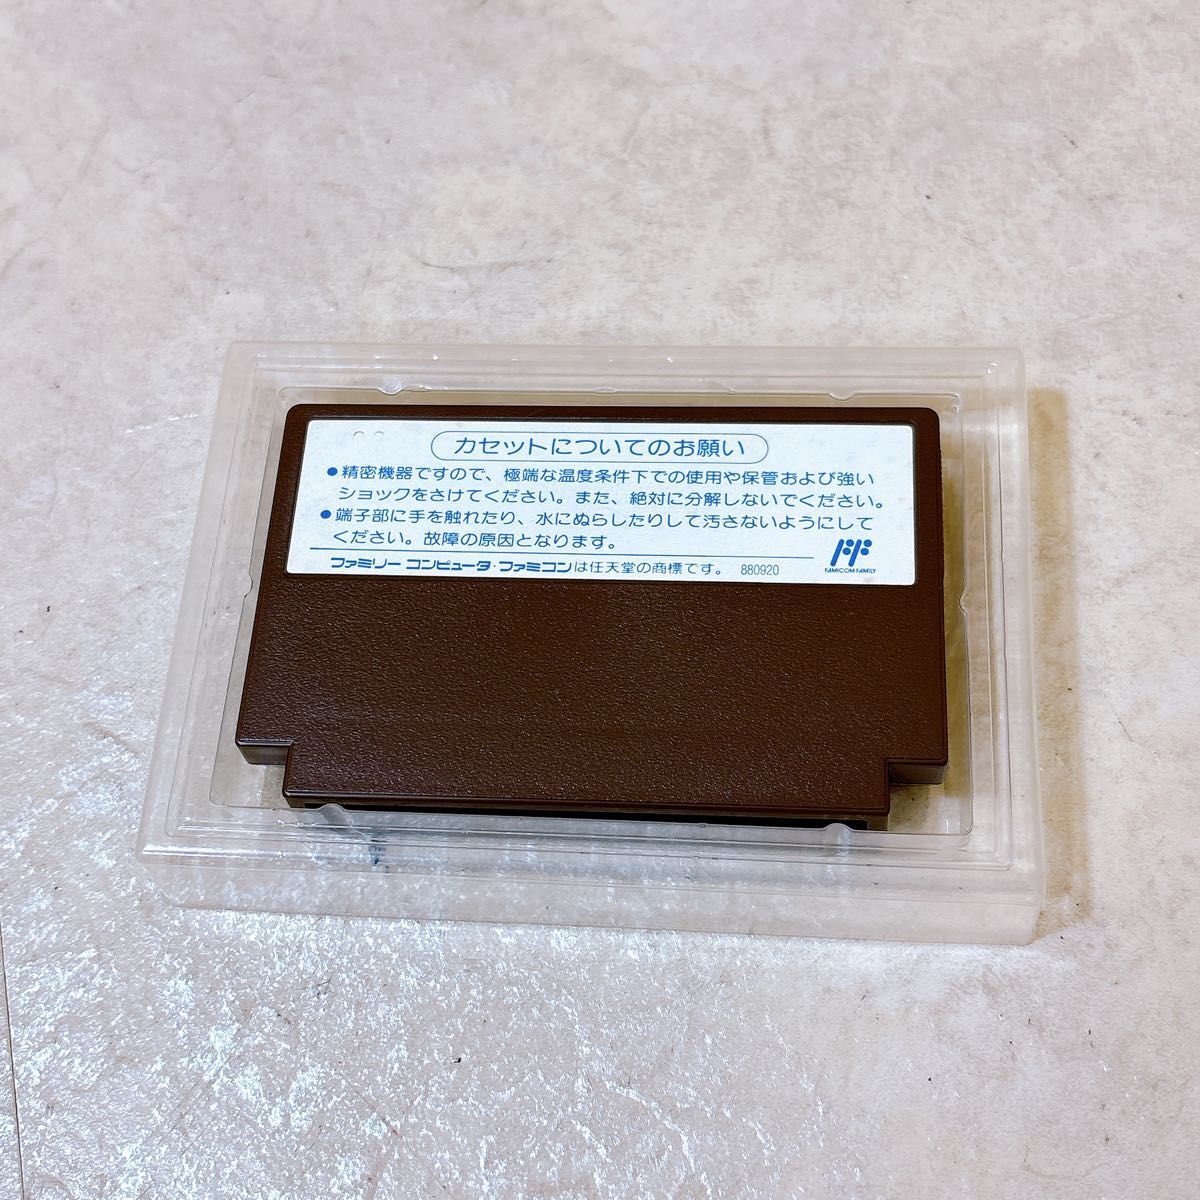 カセットについてのお願い
●精密機器ですので、極端な温度条件下での使用や保管および強い
ショックをさけてください。また、絶対に分解しないでください。
●端子部に手を触れたり、水にぬらしたりして汚さないようにして
ください。故障の原因となります。
ファミリー コンピュータ・ファミコンは任天堂の商標です。 880920
FAMICOM FAMILY